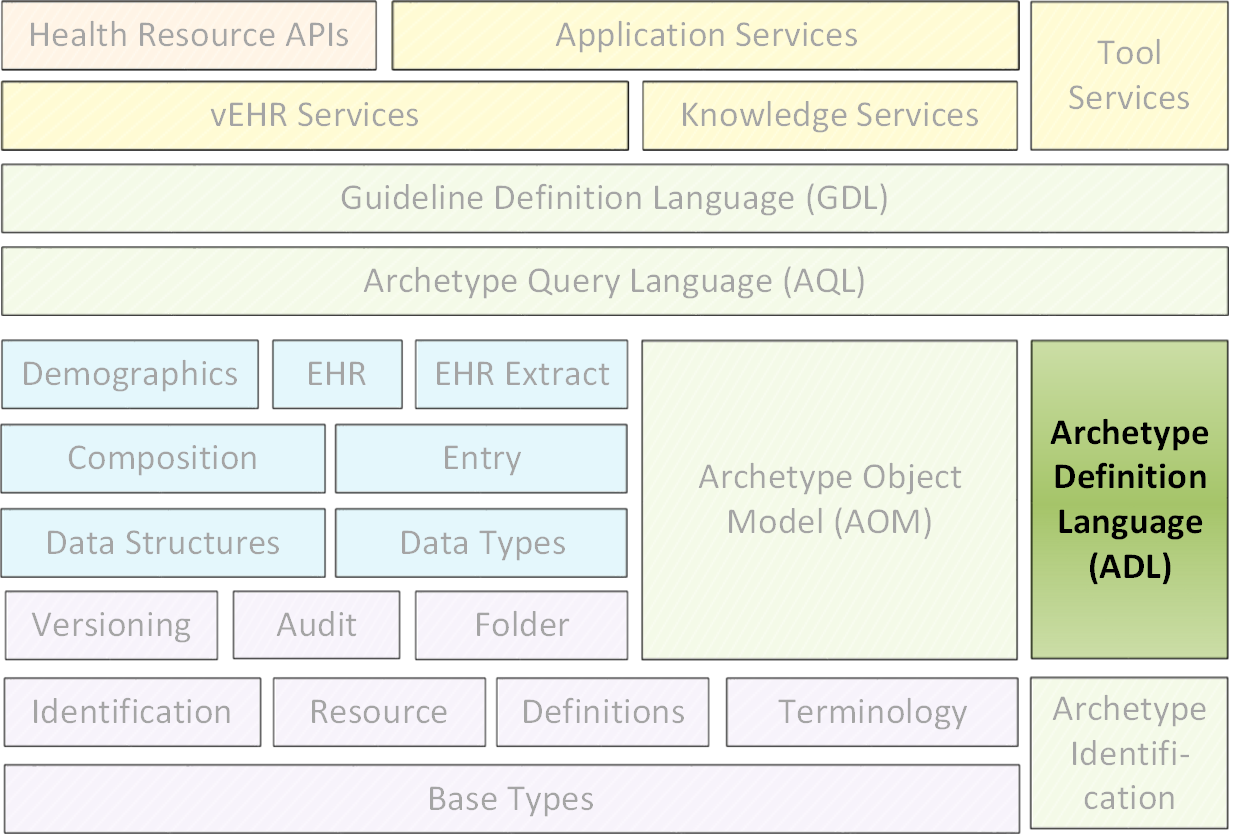 Health Resource APIs
Application Services
Tool
Services
vEHR Services
Knowledge Services
Guideline Definition Language (GDL)
Archetype Query Language (AQL)
Demographics
EHR
EHR Extract
Composition
Entry
Data Structures
Data Types
Versioning
Audit
Folder
Archetype Object
Model (AOM)
Archetype
Definition
Language
(ADL)
Identification
Resource
Definitions
Terminology
Archetype
Identifi-
cation
Base Types